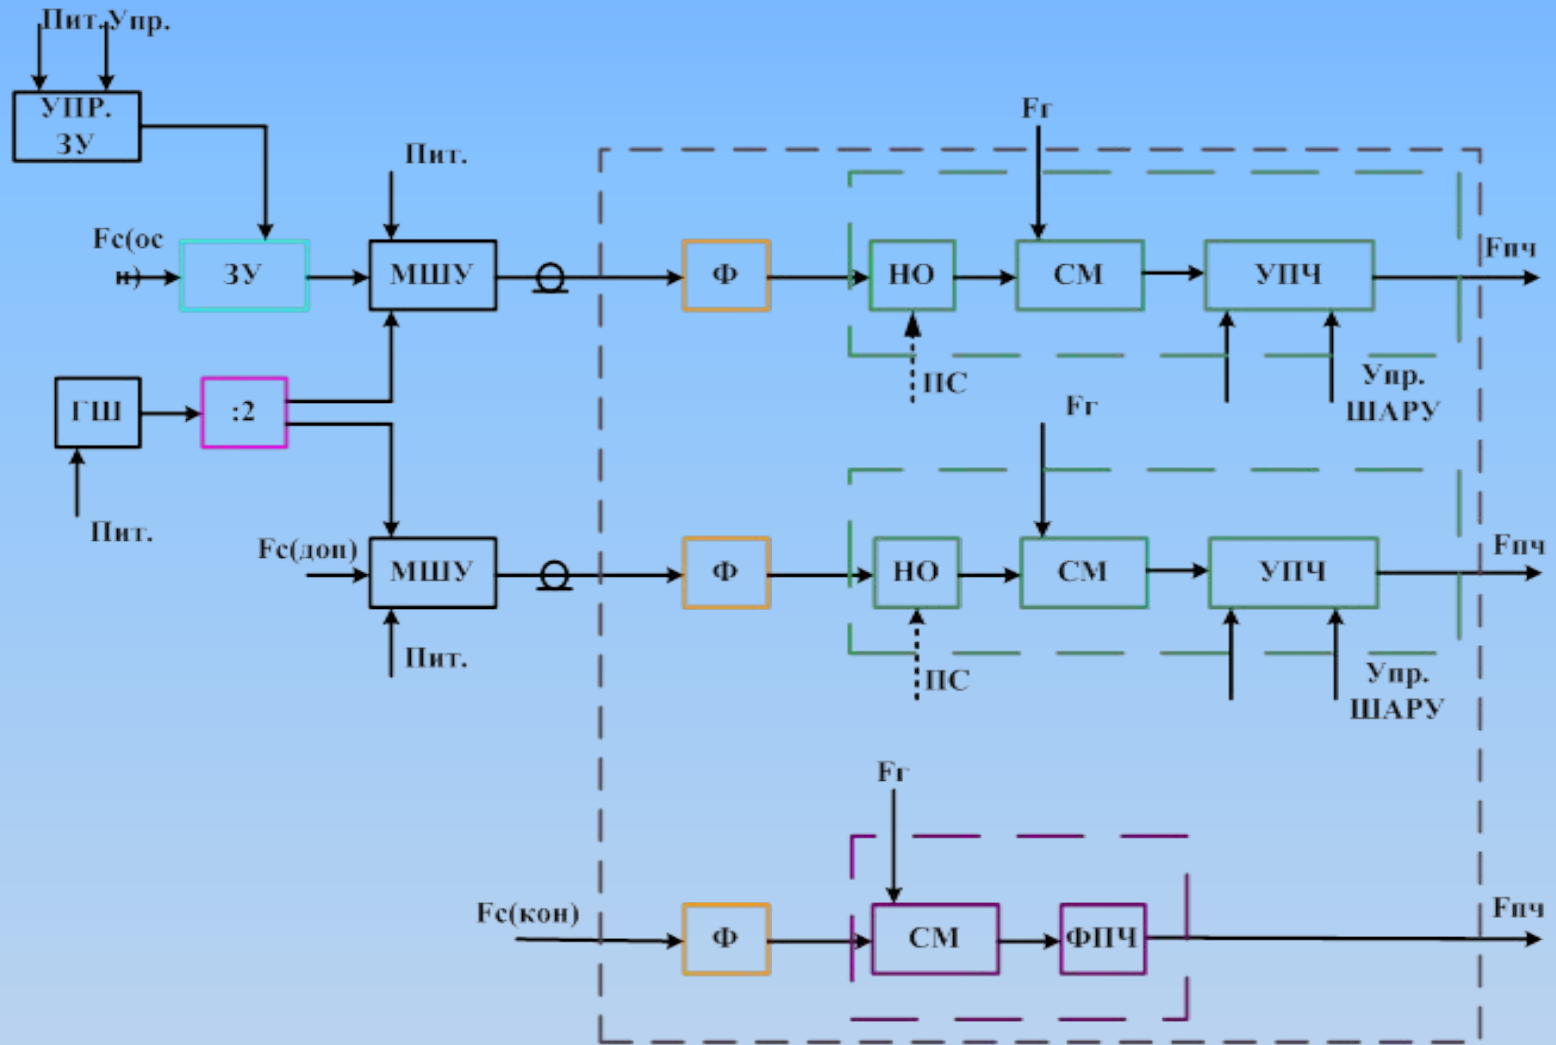 Пит.
Упр.
УПР.
ЗУ
Fг
Пит.
Fс(ос
н)
ЗУ
МШУ
Ф
НО
СМ
УПЧ
Fпч
ПС
Упр.
ШАРУ
ГШ
:2
Fг
Пит.
Fс(доп)
МШУ
Ф
НО
СМ
УПЧ
Fпч
Пит.
ПС
Упр.
ШАРУ
Fг
Fс(кон)
Ф
СМ
ФПЧ
Fпч